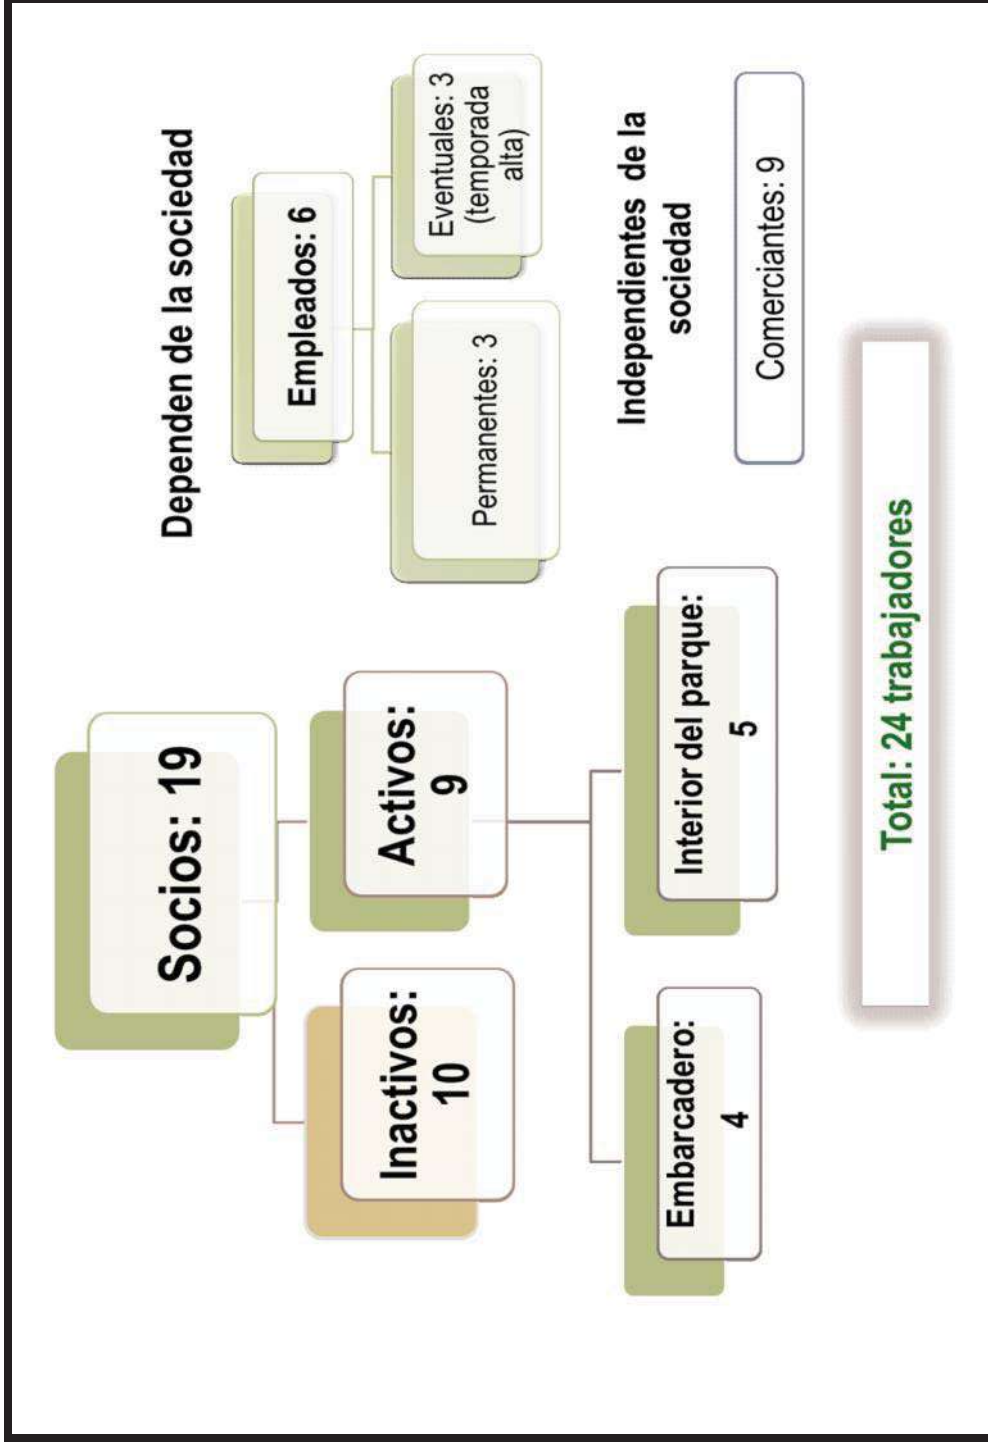 Socios: 19
Inactivos:
10
Activos:
9
Embarcadero:
4
Interior del parque:
5
Dependen de la sociedad
Empleados: 6
Permanentes: 3
Eventuales: 3
(temporada
alta)
Independientes de la
sociedad
Comerciantes: 9
Total: 24 trabajadores